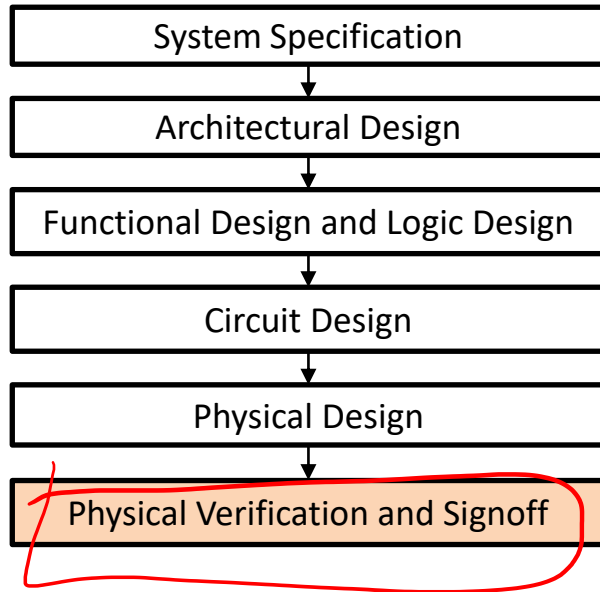 System Specification
Architectural Design
Functional Design and Logic Design
Circuit Design
Physical Design
Physical Verification and Signoff